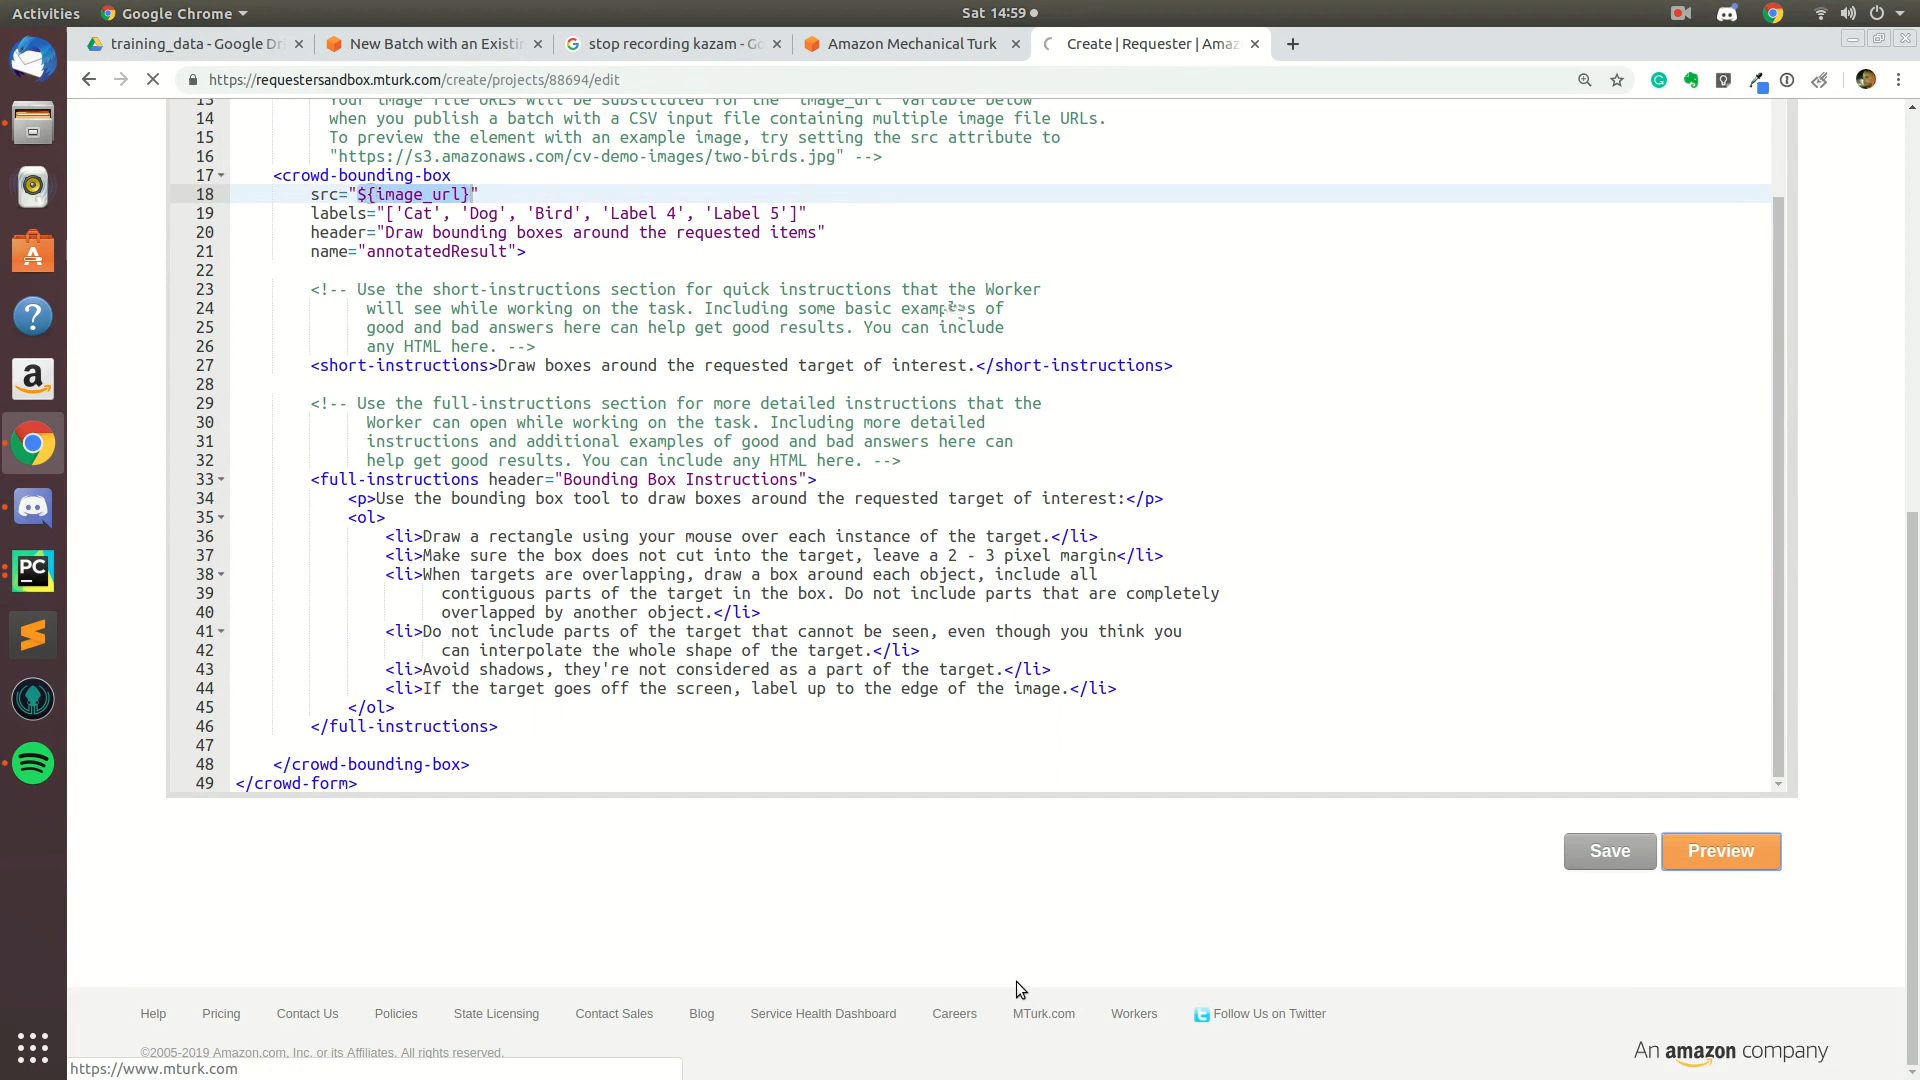 Activities
Google Chrome
Sat 14:59
training_data - Google Dri
New Batch with an Existin
stop recording kazam - Go
Amazon Mechanical Turk
Create | Requester | Amaz
https://requestersandbox.mturk.com/create/projects/88694/edit
13 Your image file URLs will be substituted for the "image_url" variable below
14 when you publish a batch with a CSV input file containing multiple image file URLs.
15 To preview the element with an example image, try setting the src attribute to
16 "https://s3.amazonaws.com/cv-demo-images/two-birds.jpg" -->
17 <crowd-bounding-box
18 src="${image_url}"
19 labels="['Cat', 'Dog', 'Bird', 'Label 4', 'Label 5']"
20 header="Draw bounding boxes around the requested items"
21 name="annotatedResult">
22
23 <!-- Use the short-instructions section for quick instructions that the Worker
24 will see while working on the task. Including some basic examples of
25 good and bad answers here can help get good results. You can include
26 any HTML here. -->
27 <short-instructions>Draw boxes around the requested target of interest.</short-instructions>
28
29 <!-- Use the full-instructions section for more detailed instructions that the
30 Worker can open while working on the task. Including more detailed
31 instructions and additional examples of good and bad answers here can
32 help get good results. You can include any HTML here. -->
33 <full-instructions header="Bounding Box Instructions">
34 <p>Use the bounding box tool to draw boxes around the requested target of interest:</p>
35 <ol>
36 <li>Draw a rectangle using your mouse over each instance of the target.</li>
37 <li>Make sure the box does not cut into the target, leave a 2 - 3 pixel margin</li>
38 <li>When targets are overlapping, draw a box around each object, include all
39 contiguous parts of the target in the box. Do not include parts that are completely
40 overlapped by another object.</li>
41 <li>Do not include parts of the target that cannot be seen, even though you think you
42 can interpolate the whole shape of the target.</li>
43 <li>Avoid shadows, they're not considered as a part of the target.</li>
44 <li>If the target goes off the screen, label up to the edge of the image.</li>
45 </ol>
46 </full-instructions>
47
48 </crowd-bounding-box>
49 </crowd-form>
Save
Preview
Help
Pricing
Contact Us
Policies
State Licensing
Contact Sales
Blog
Service Health Dashboard
Careers
MTurk.com
Workers
Follow Us on Twitter
©2005-2019 Amazon.com, Inc. or its Affiliates. All rights reserved.
An amazon company
https://www.mturk.com
PC